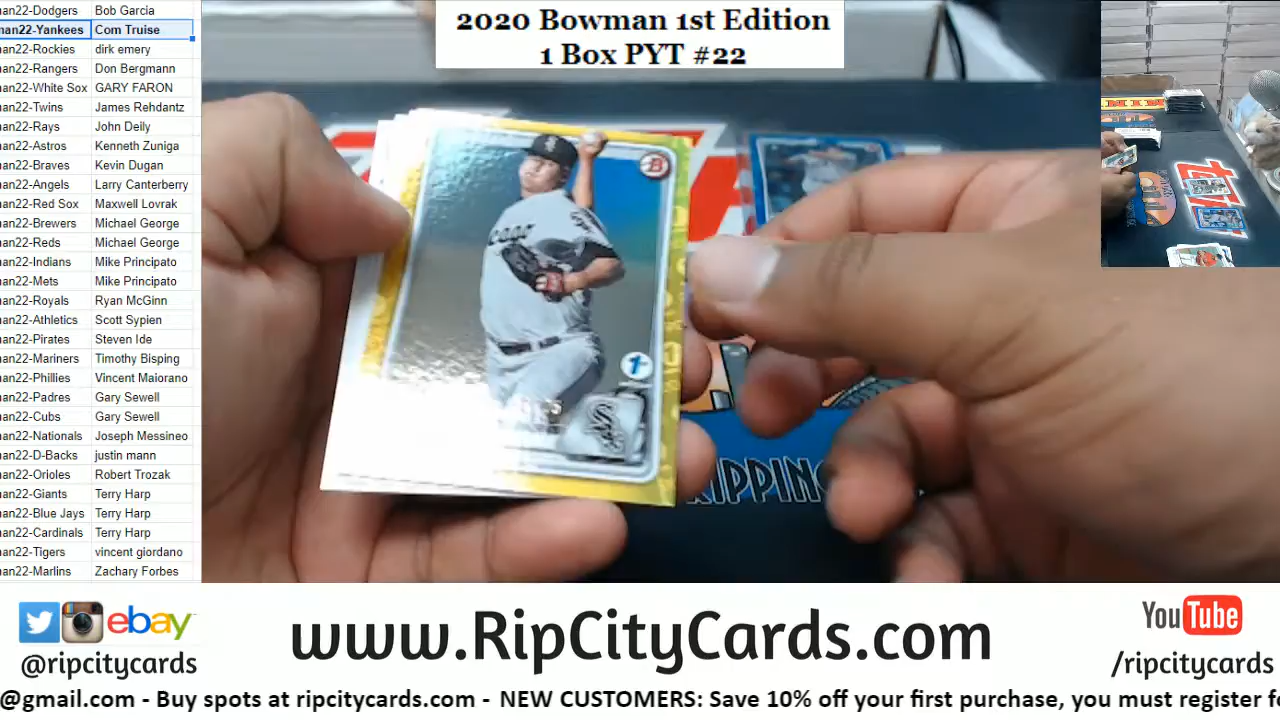 2020 Bowman 1st Edition
1 Box PYT #22
man22-Dodgers Bob Garcia
man22-Yankees Com Truise
man22-Rockies dirk emery
man22-Rangers Don Bergmann
man22-White Sox GARY FARON
man22-Twins James Rehdantz
man22-Rays John Delly
man22-Astros Kenneth Zuniga
man22-Braves Kevin Dugan
man22-Angels Larry Canterberry
man22-Red Sox Maxwell Lovrak
man22-Brewers Michael George
man22-Reds Michael George
man22-Indians Mike Principato
man22-Mets Mike Principato
man22-Royals Ryan McGinn
man22-Athletics Scott Sypien
man22-Pirates Steven Ide
man22-Mariners Timothy Bisping
man22-Phillies Vincent Maiorano
man22-Padres Gary Sewell
man22-Cubs Gary Sewell
man22-Nationals Joseph Messineo
man22-D-Backs justin mann
man22-Orioles Robert Trozak
man22-Giants Terry Harp
man22-Blue Jays Terry Harp
man22-Cardinals Terry Harp
man22-Tigers vincent giordano
man22-Marlins Zachary Forbes
B
1st
RIPPING
ebay
@ripcitycards
www.RipCityCards.com
YouTube
/ripcitycards
@gmail.com - Buy spots at ripcitycards.com - NEW CUSTOMERS: Save 10% off your first purchase, you must register fo